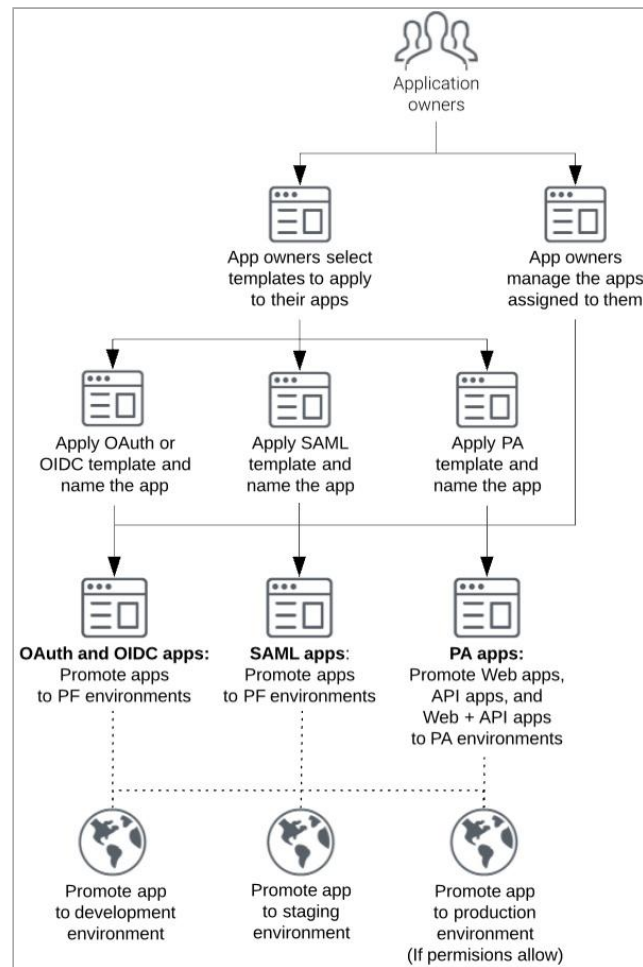 Application
owners
App owners select
templates to apply
to their apps
App owners
manage the apps
assigned to them
Apply OAuth or
OIDC template and
name the app
Apply SAML
template and
name the app
Apply PA
template and
name the app
OAuth and OIDC apps:
Promote apps
to PF environments
SAML apps:
Promote apps
to PF environments
PA apps:
Promote Web apps,
API apps, and
Web + API apps
to PA environments
Promote app
to development
environment
Promote app
to staging
environment
Promote app
to production
environment
(If permisions allow)